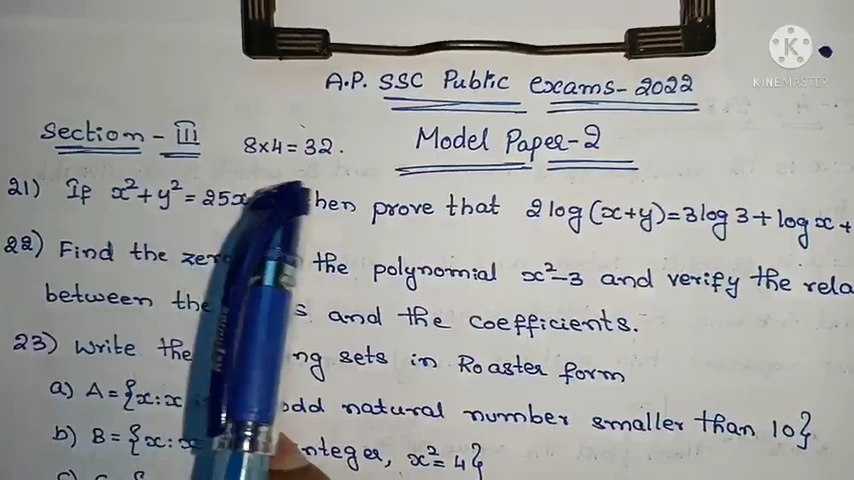 A.P. SSC Public Exams-2022
KINEMASTER
Section - III 8×4=32. Model Paper-2
21) If x²+y²=25x then prove that 2log(x+y)=3log3+logx+
22) Find the the polynomial x²-3 and verify the rela
between the and the coefficients.
23) Write the sets in Roaster form
a) A={x:x odd natural number smaller than 10}
b) B={x:x integer, x²=4}